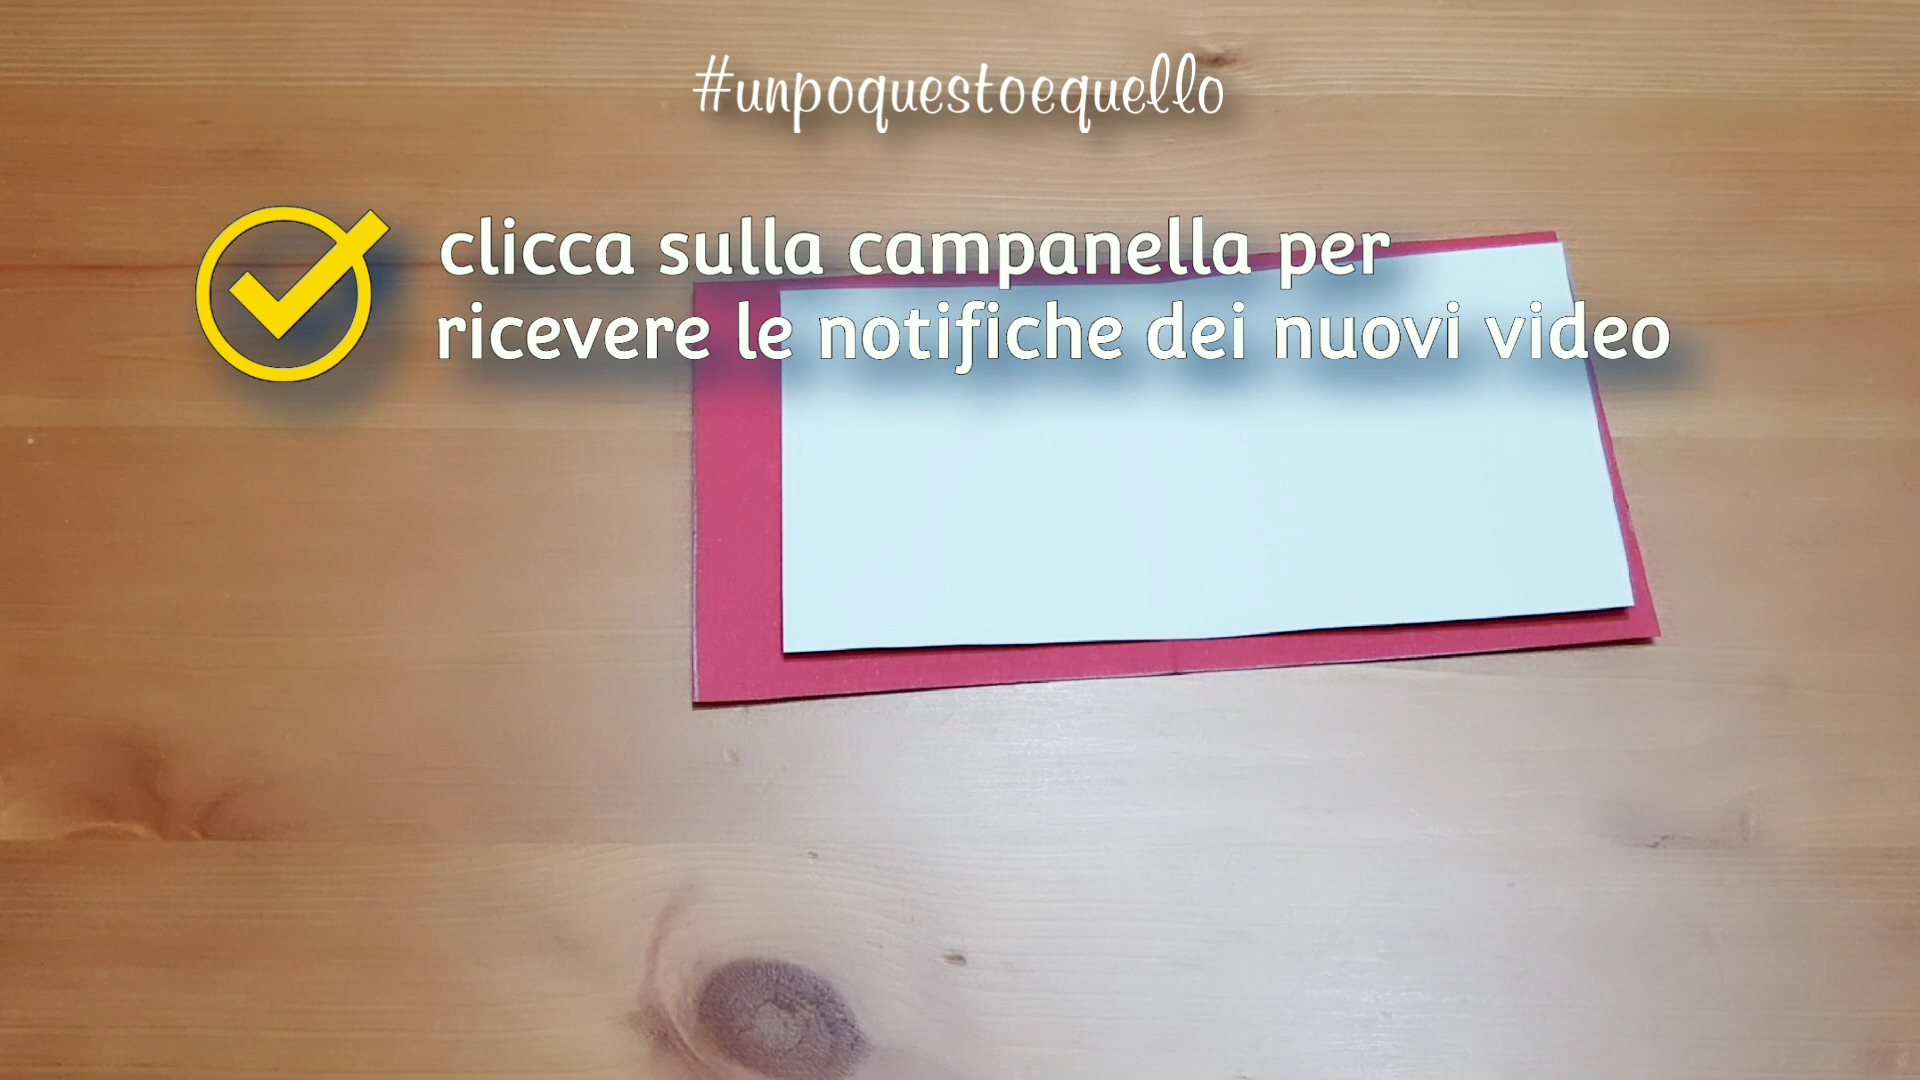 #unpoquestoequello
clicca sulla campanella per
ricevere le notifiche dei nuovi video